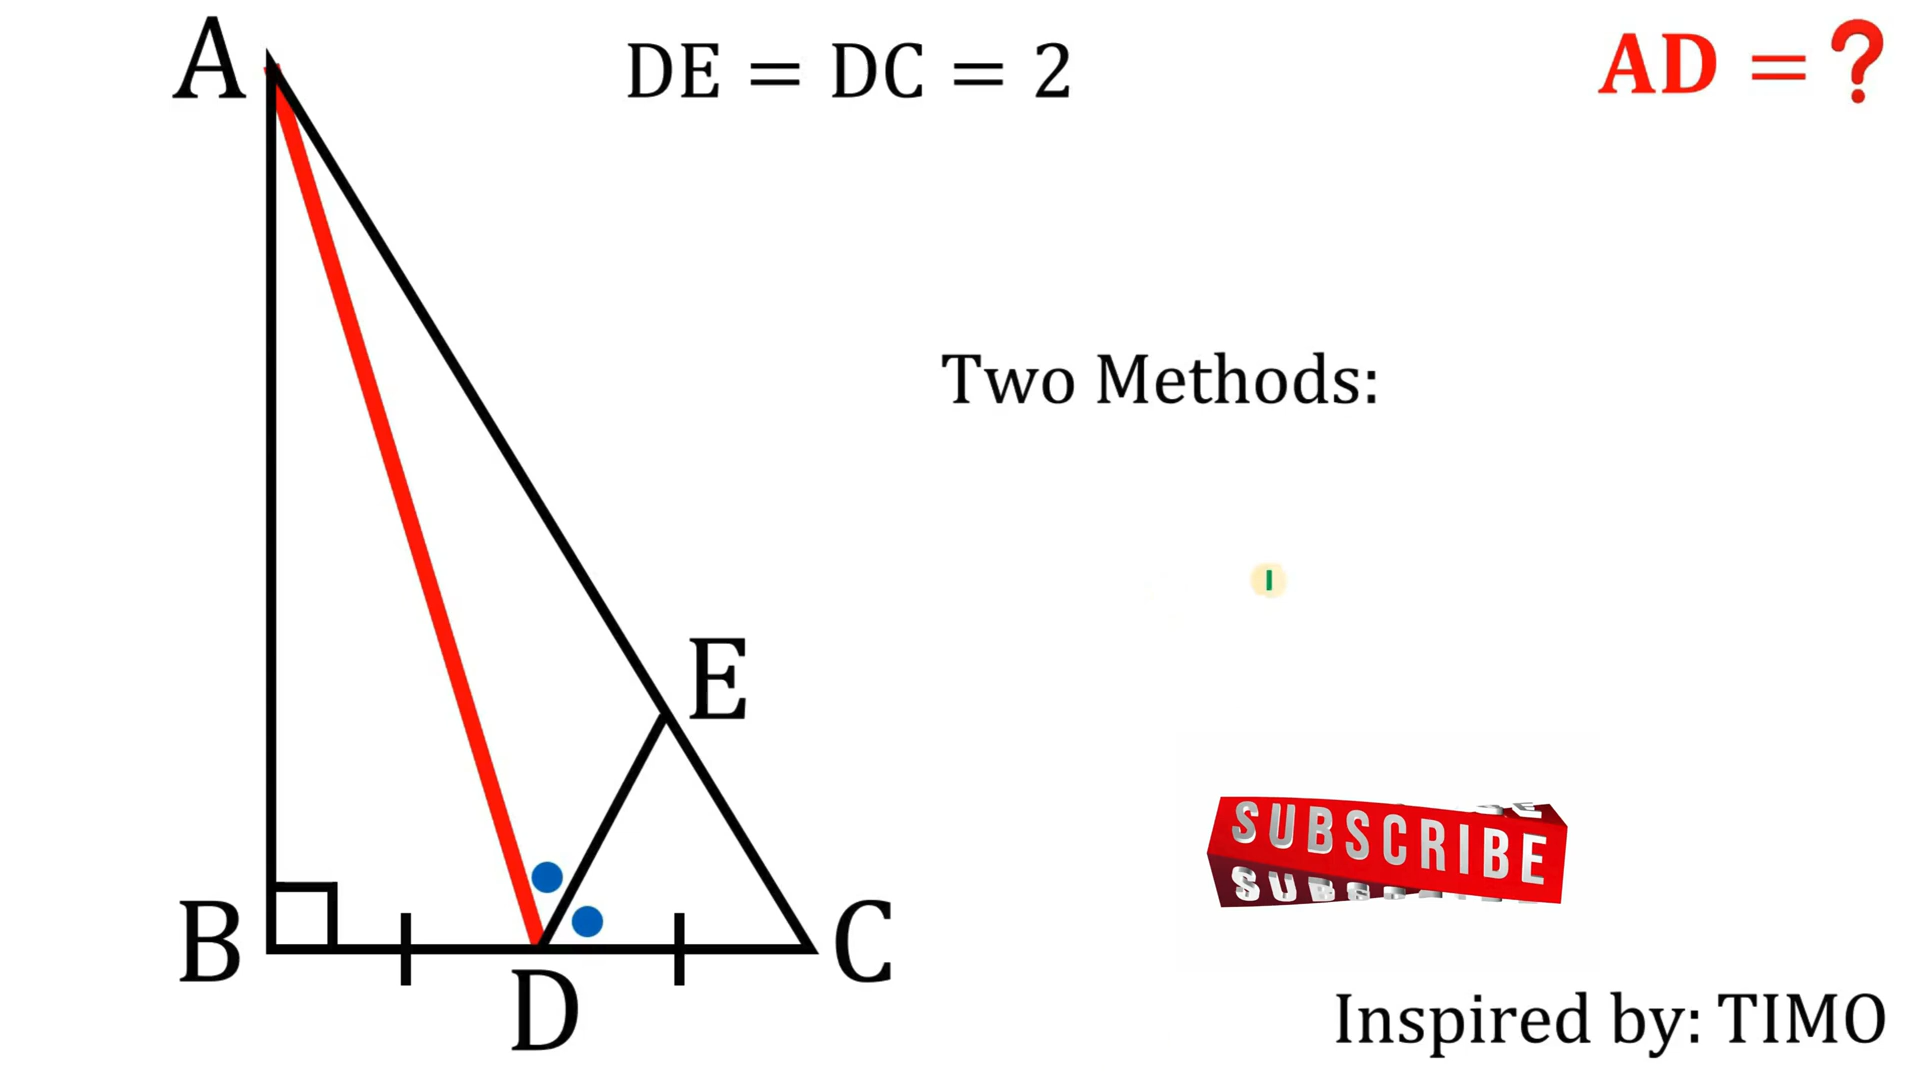 A
DE = DC = 2
AD = ?
Two Methods:
E
SUBSCRIBE
B
C
D
Inspired by: TIMO